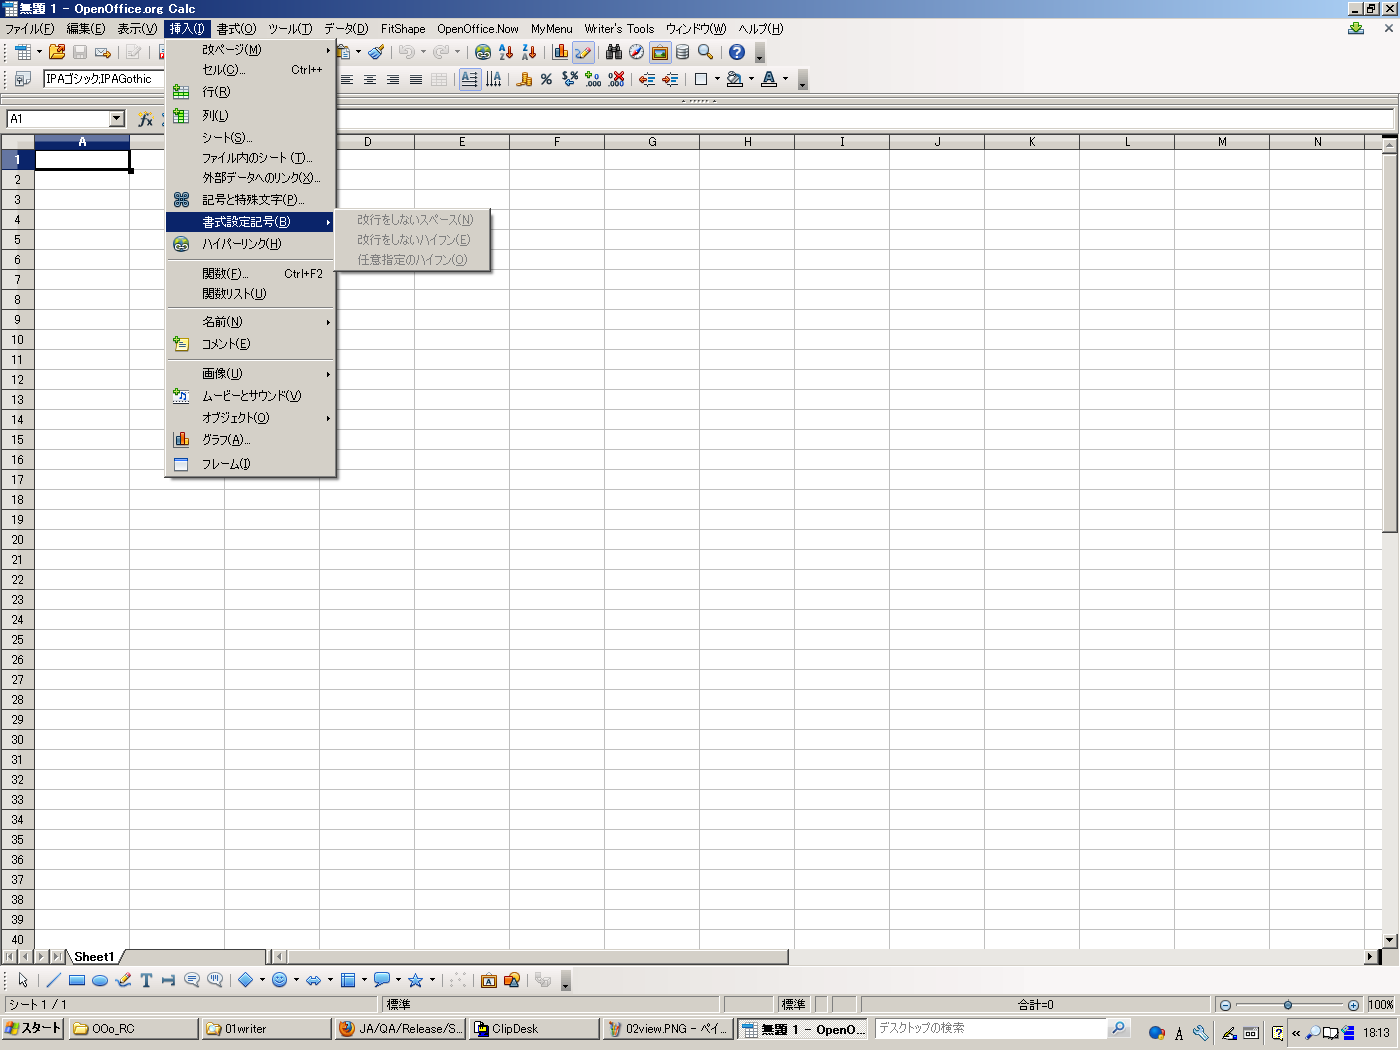 無題 1 - OpenOffice.org Calc
ファイル(F) 編集(E) 表示(V) 挿入(I) 書式(O) ツール(T) データ(D) FitShape OpenOffice.Now MyMenu Writer's Tools ウィンドウ(W) ヘルプ(H)
IPAゴシック;IPAGothic
A1
改ページ(M)
セル(C)... Ctrl++
行(R)
列(L)
シート(S)...
ファイル内のシート (T)...
外部データへのリンク(X)...
記号と特殊文字(P)...
書式設定記号(B)
ハイパーリンク(H)
関数(F)... Ctrl+F2
関数リスト(U)
名前(N)
コメント(E)
画像(U)
ムービーとサウンド(V)
オブジェクト(O)
グラフ(A)...
フレーム(I)
改行をしないスペース(N)
改行をしないハイフン(E)
任意指定のハイフン(O)
A D E F G H I J K L M N
1
2
3
4
5
6
7
8
9
10
11
12
13
14
15
16
17
18
19
20
21
22
23
24
25
26
27
28
29
30
31
32
33
34
35
36
37
38
39
40
Sheet1
シート 1 / 1 標準 標準 合計=0 100%
スタート OOo_RC 01writer JA/QA/Release/S... ClipDesk 02view.PNG - ペイ... 無題 1 - OpenO... デスクトップの検索 A « 18:13